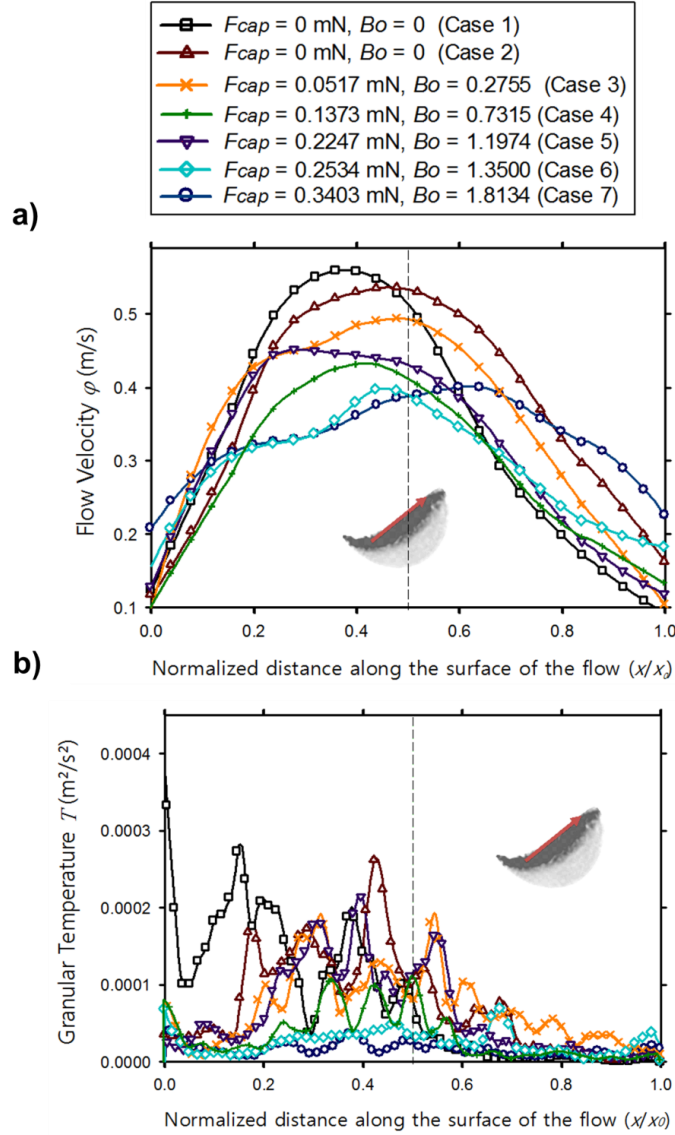 Fcap = 0 mN, Bo = 0 (Case 1)
Fcap = 0 mN, Bo = 0 (Case 2)
Fcap = 0.0517 mN, Bo = 0.2755 (Case 3)
Fcap = 0.1373 mN, Bo = 0.7315 (Case 4)
Fcap = 0.2247 mN, Bo = 1.1974 (Case 5)
Fcap = 0.2534 mN, Bo = 1.3500 (Case 6)
Fcap = 0.3403 mN, Bo = 1.8134 (Case 7)
a)
Flow Velocity φ (m/s)
0.5
0.4
0.3
0.2
0.1
0.0 0.2 0.4 0.6 0.8 1.0
Normalized distance along the surface of the flow (x/x₀)
b)
Granular Temperature T (m²/s²)
0.0004
0.0003
0.0002
0.0001
0.0000
0.0 0.2 0.4 0.6 0.8 1.0
Normalized distance along the surface of the flow (x/x0)